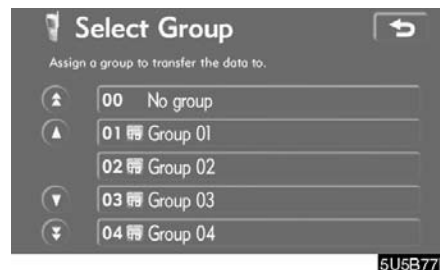 Select Group
Assign a group to transfer the data to.
00 No group
01 Group 01
02 Group 02
03 Group 03
04 Group 04
5U5B77